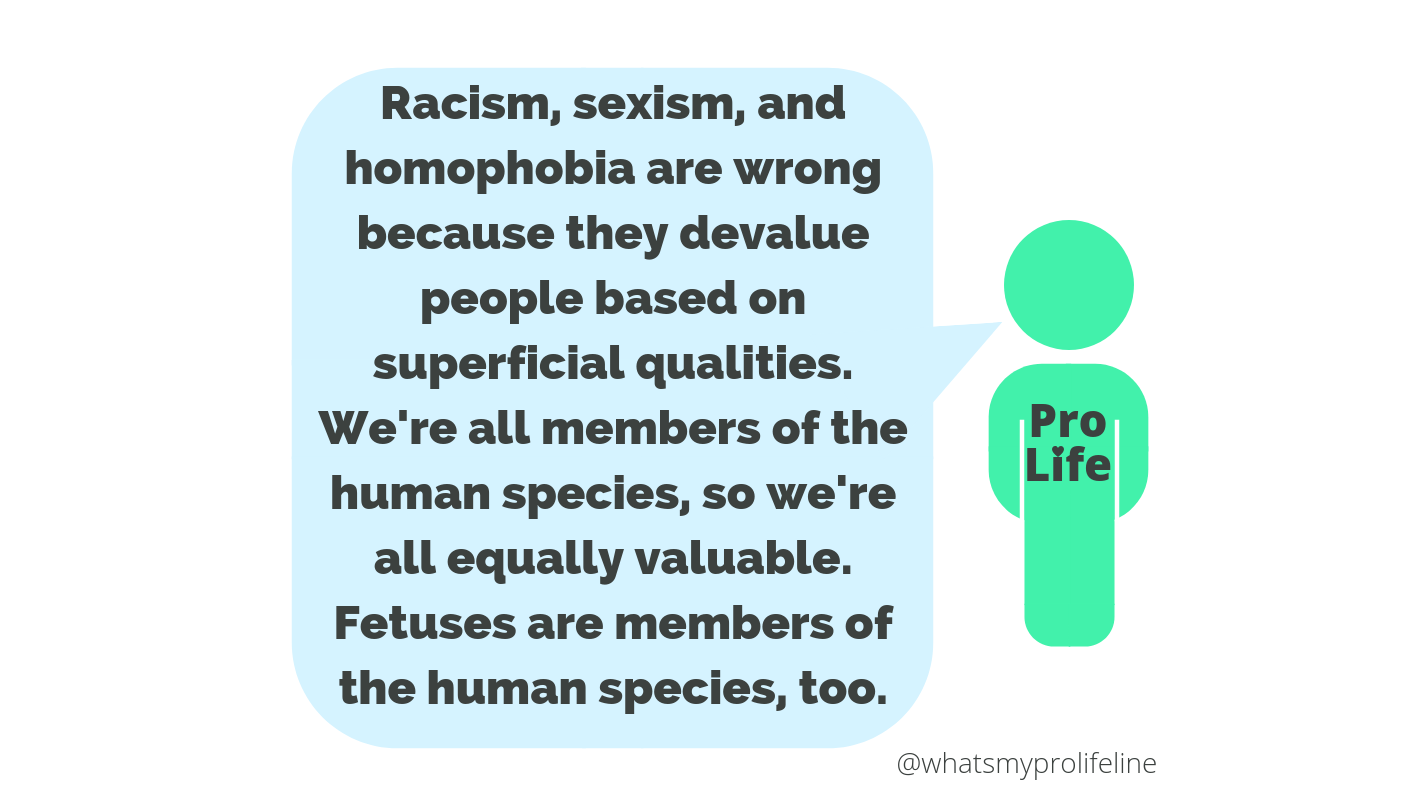 Racism, sexism, and
homophobia are wrong
because they devalue
people based on
superficial qualities.
We're all members of the
human species, so we're
all equally valuable.
Fetuses are members of
the human species, too.
Pro
Life
@whatsmyprolifeline